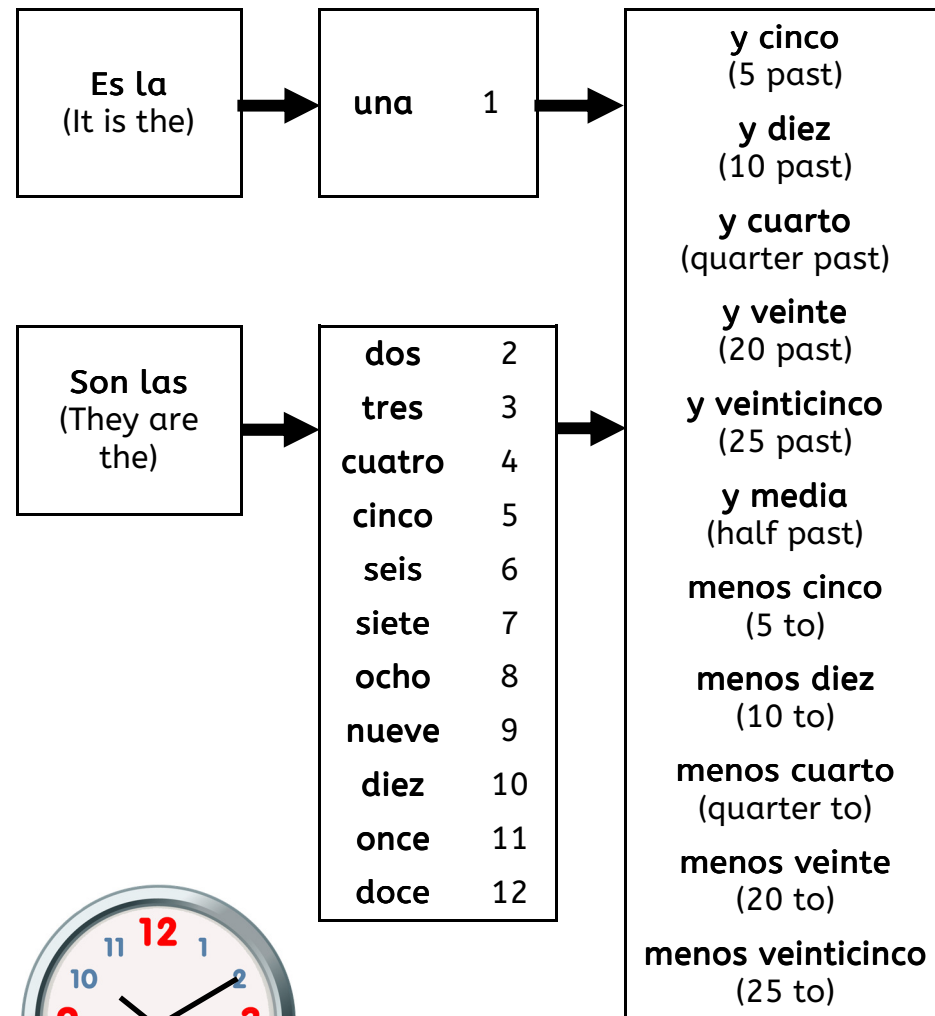 Es la
(It is the)
una 1
Son las
(They are
the)
dos 2
tres 3
cuatro 4
cinco 5
seis 6
siete 7
ocho 8
nueve 9
diez 10
once 11
doce 12
y cinco
(5 past)
y diez
(10 past)
y cuarto
(quarter past)
y veinte
(20 past)
y veinticinco
(25 past)
y media
(half past)
menos cinco
(5 to)
menos diez
(10 to)
menos cuarto
(quarter to)
menos veinte
(20 to)
menos veinticinco
(25 to)
11 12 1
10 2